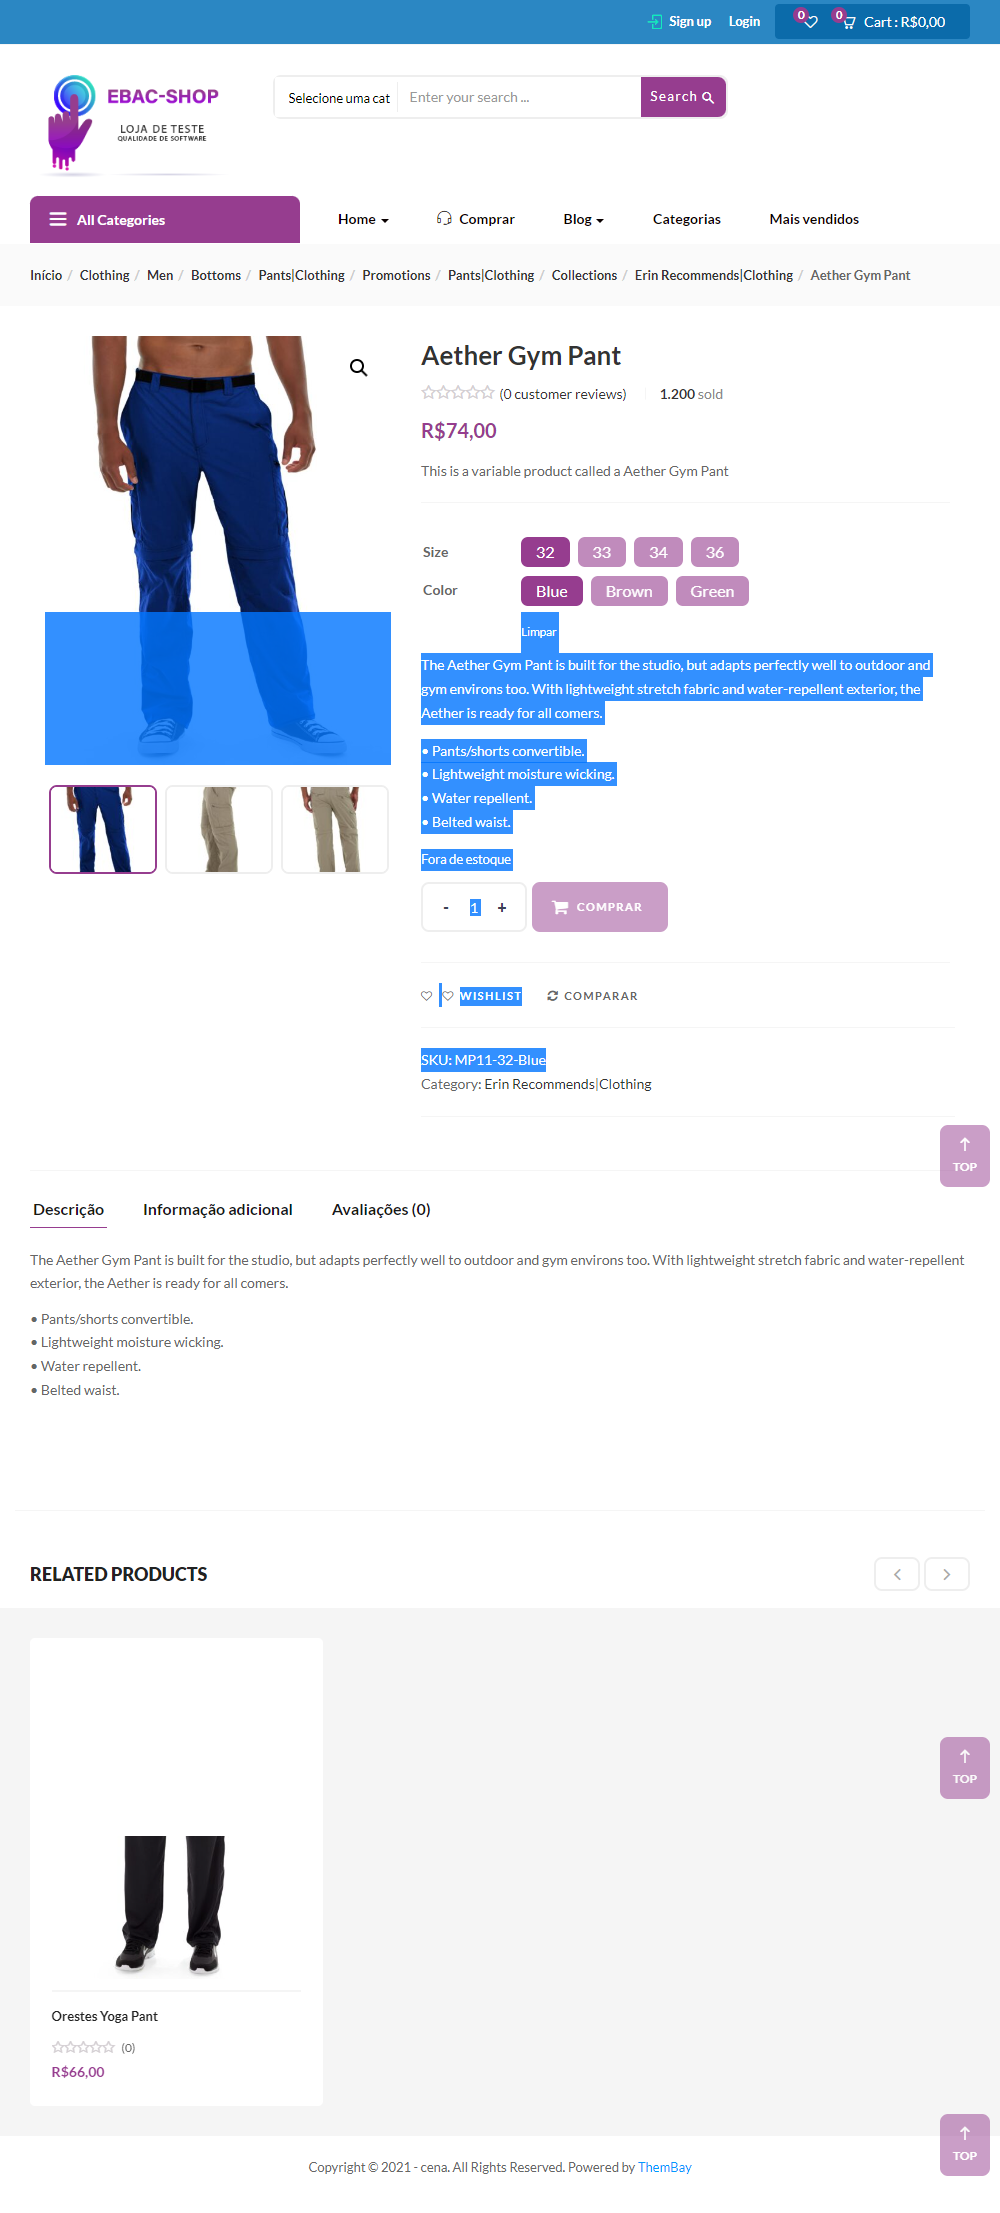 Sign up Login 0 0 Cart : R$0,00
EBAC-SHOP
LOJA DE TESTE
QUALIDADE DE SOFTWARE
Selecione uma cat Enter your search ... Search
All Categories Home Comprar Blog Categorias Mais vendidos
Início / Clothing / Men / Bottoms / Pants|Clothing / Promotions / Pants|Clothing / Collections / Erin Recommends|Clothing / Aether Gym Pant
Aether Gym Pant
(0 customer reviews) 1.200 sold
R$74,00
This is a variable product called a Aether Gym Pant
Size 32 33 34 36
Color Blue Brown Green
Limpar
The Aether Gym Pant is built for the studio, but adapts perfectly well to outdoor and
gym environs too. With lightweight stretch fabric and water-repellent exterior, the
Aether is ready for all comers.
• Pants/shorts convertible.
• Lightweight moisture wicking.
• Water repellent.
• Belted waist.
Fora de estoque
- 1 + COMPRAR
WISHLIST COMPARAR
SKU: MP11-32-Blue
Category: Erin Recommends|Clothing
TOP
Descrição Informação adicional Avaliações (0)
The Aether Gym Pant is built for the studio, but adapts perfectly well to outdoor and gym environs too. With lightweight stretch fabric and water-repellent
exterior, the Aether is ready for all comers.
• Pants/shorts convertible.
• Lightweight moisture wicking.
• Water repellent.
• Belted waist.
RELATED PRODUCTS
TOP
Orestes Yoga Pant
(0)
R$66,00
TOP
Copyright © 2021 - cena. All Rights Reserved. Powered by ThemBay